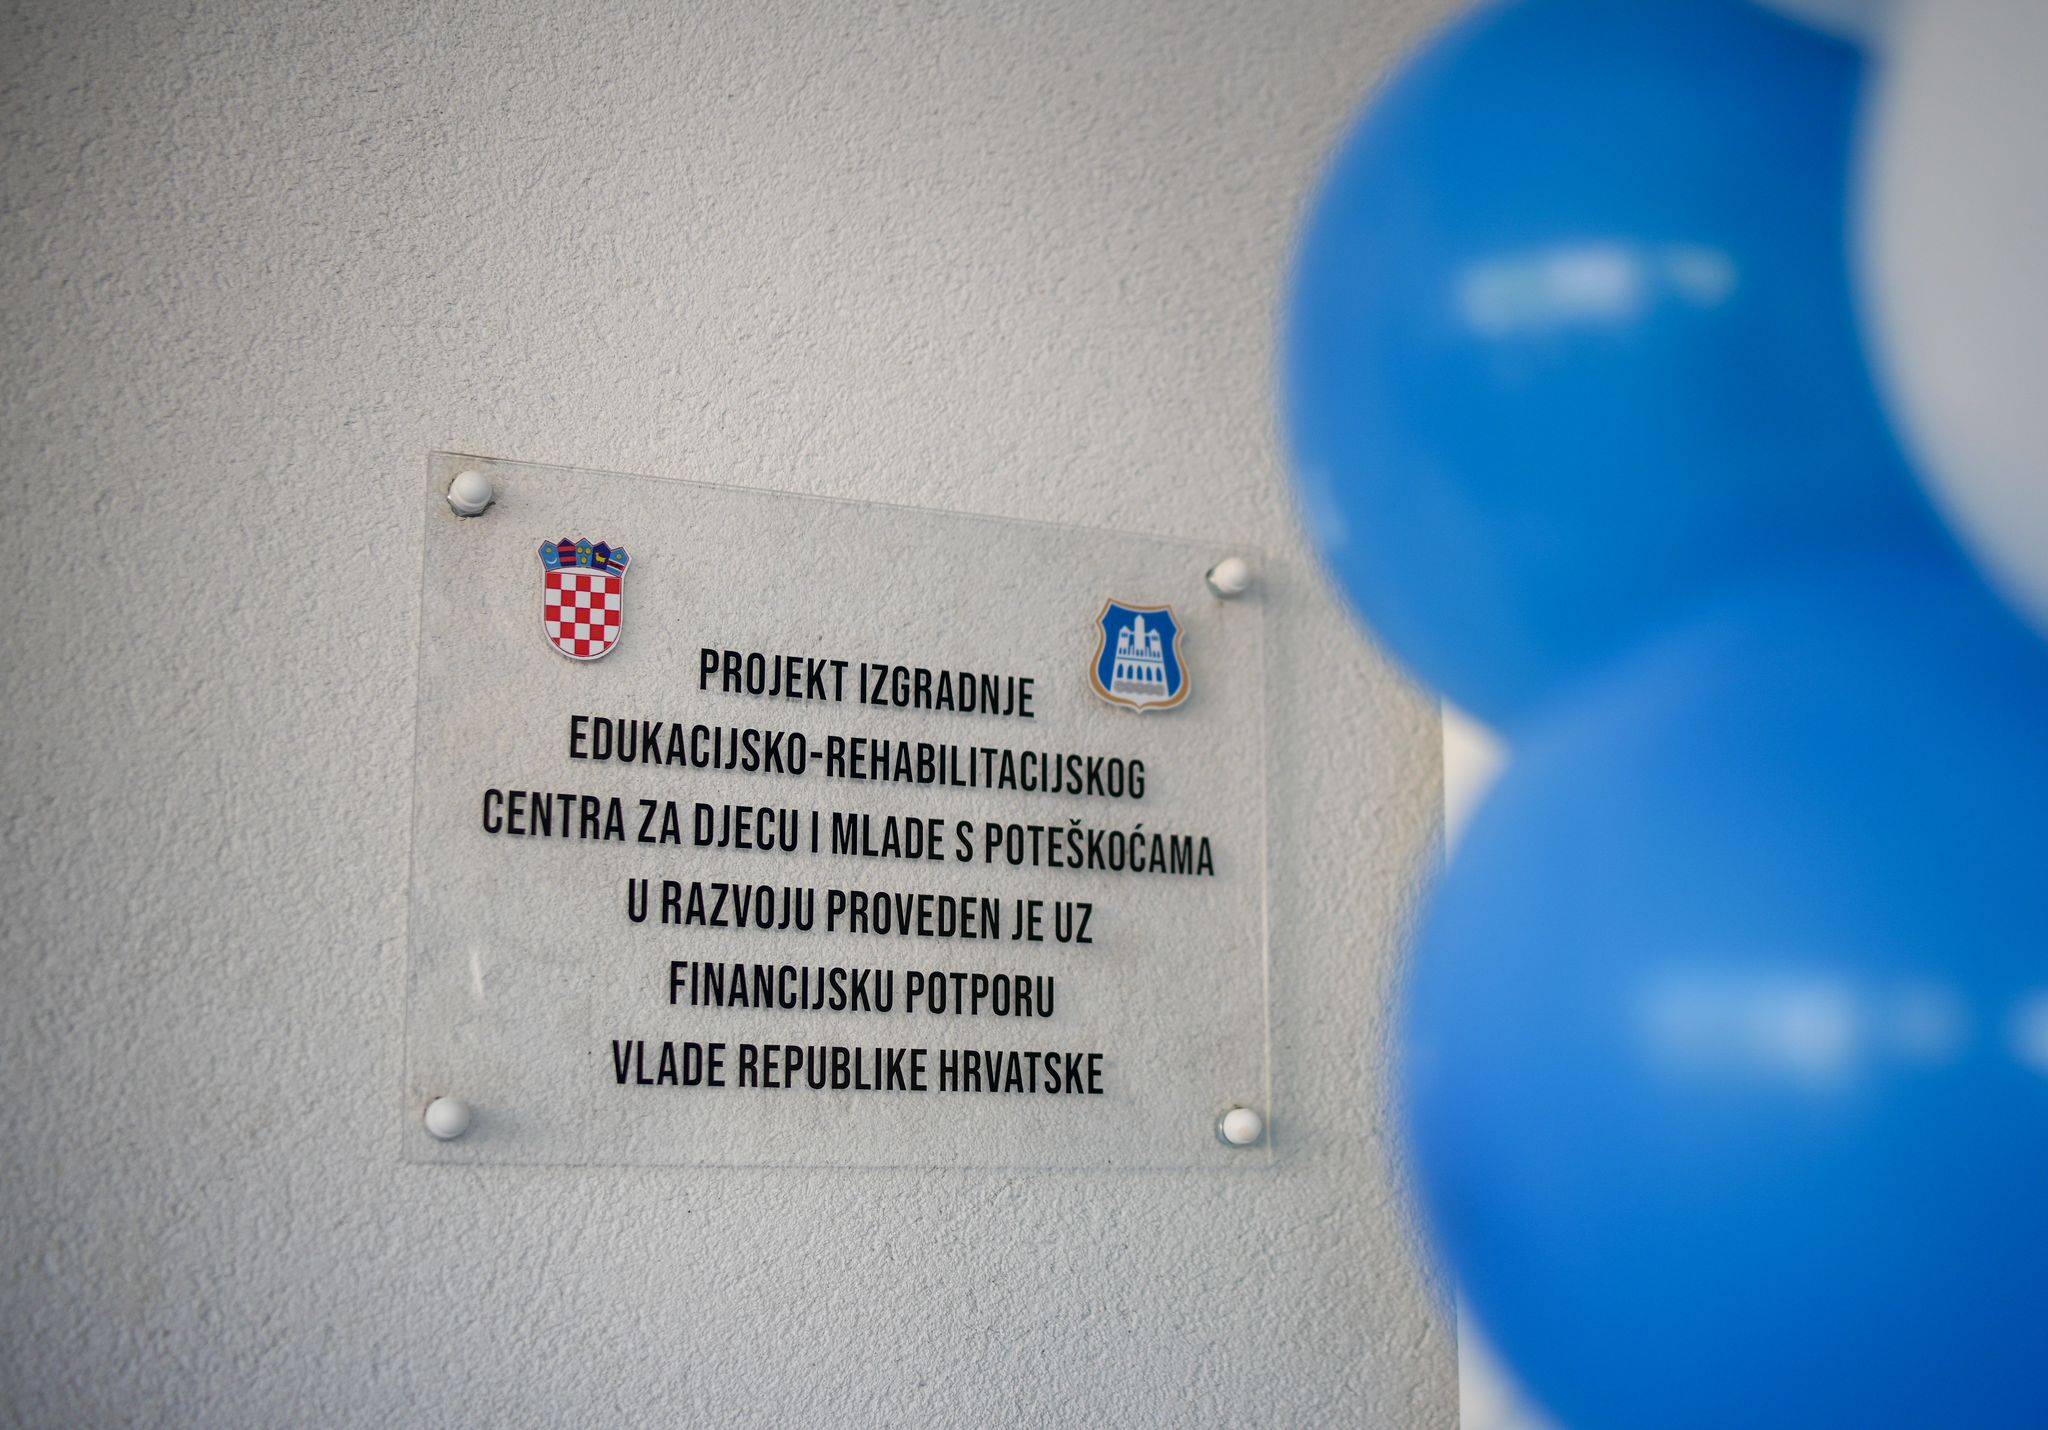 PROJEKT IZGRADNJE
EDUKACIJSKO-REHABILITACIJSKOG
CENTRA ZA DJECU I MLADE S POTEŠKOĆAMA
U RAZVOJU PROVEDEN JE UZ
FINANCIJSKU POTPORU
VLADE REPUBLIKE HRVATSKE